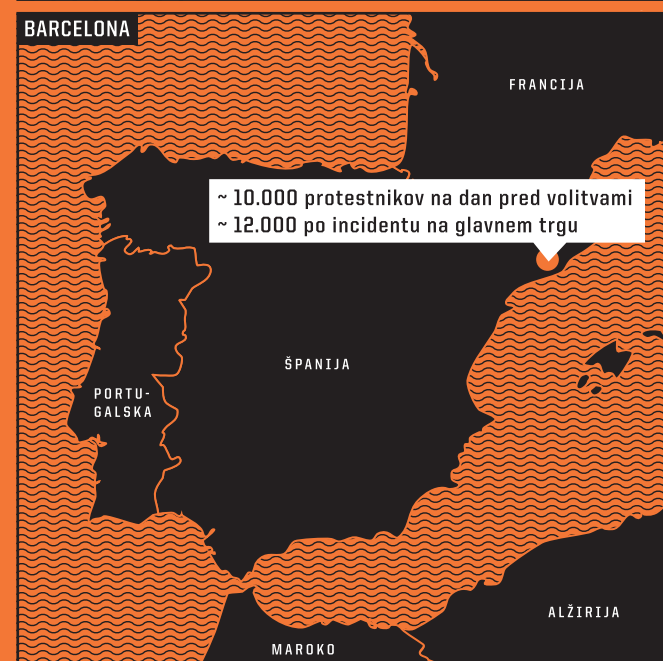 BARCELONA
FRANCIJA
~ 10.000 protestnikov na dan pred volitvami
~ 12.000 po incidentu na glavnem trgu
ŠPANIJA
PORTU-
GALSKA
ALŽIRIJA
MAROKO